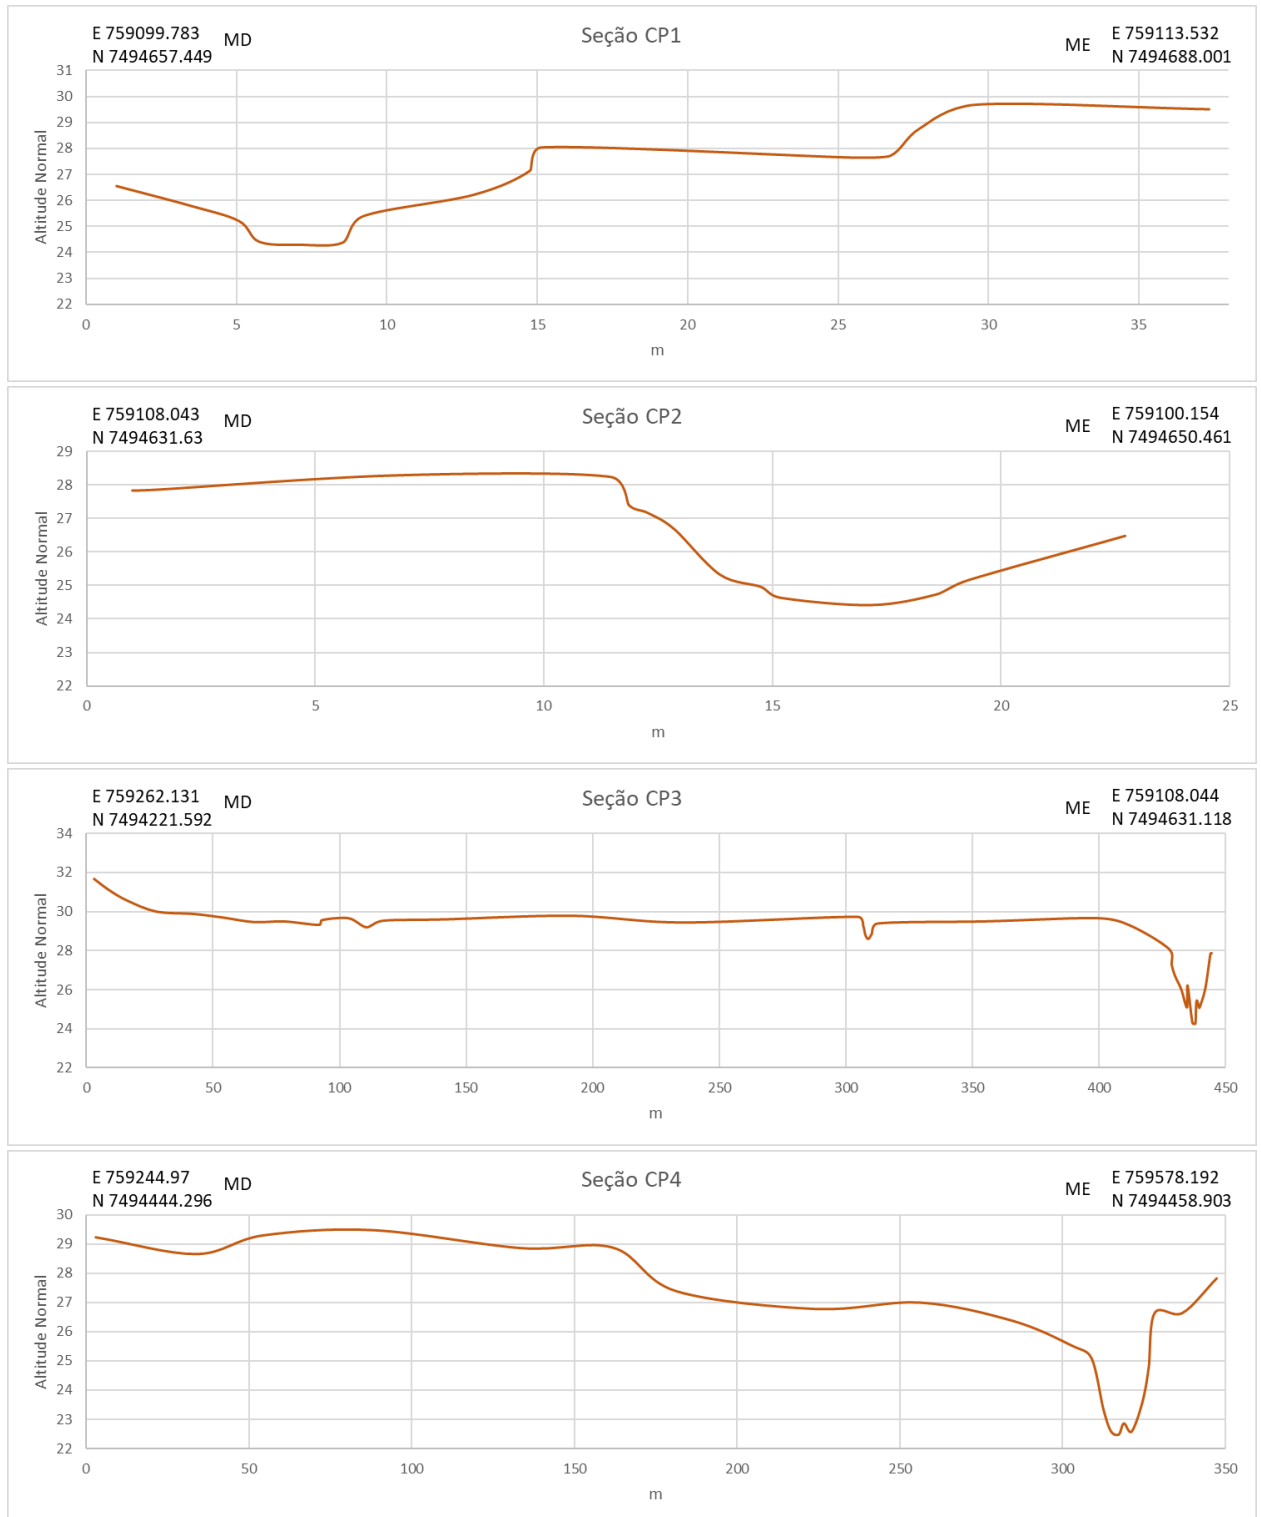 E 759099.783
N 7494657.449
MD
Seção CP1
ME
E 759113.532
N 7494688.001
Altitude Normal
31
30
29
28
27
26
25
24
23
22
0 5 10 15 20 25 30 35
m
E 759108.043
N 7494631.63
MD
Seção CP2
ME
E 759100.154
N 7494650.461
Altitude Normal
29
28
27
26
25
24
23
22
0 5 10 15 20 25
m
E 759262.131
N 7494221.592
MD
Seção CP3
ME
E 759108.044
N 7494631.118
Altitude Normal
34
32
30
28
26
24
22
0 50 100 150 200 250 300 350 400 450
m
E 759244.97
N 7494444.296
MD
Seção CP4
ME
E 759578.192
N 7494458.903
Altitude Normal
30
29
28
27
26
25
24
23
22
0 50 100 150 200 250 300 350
m